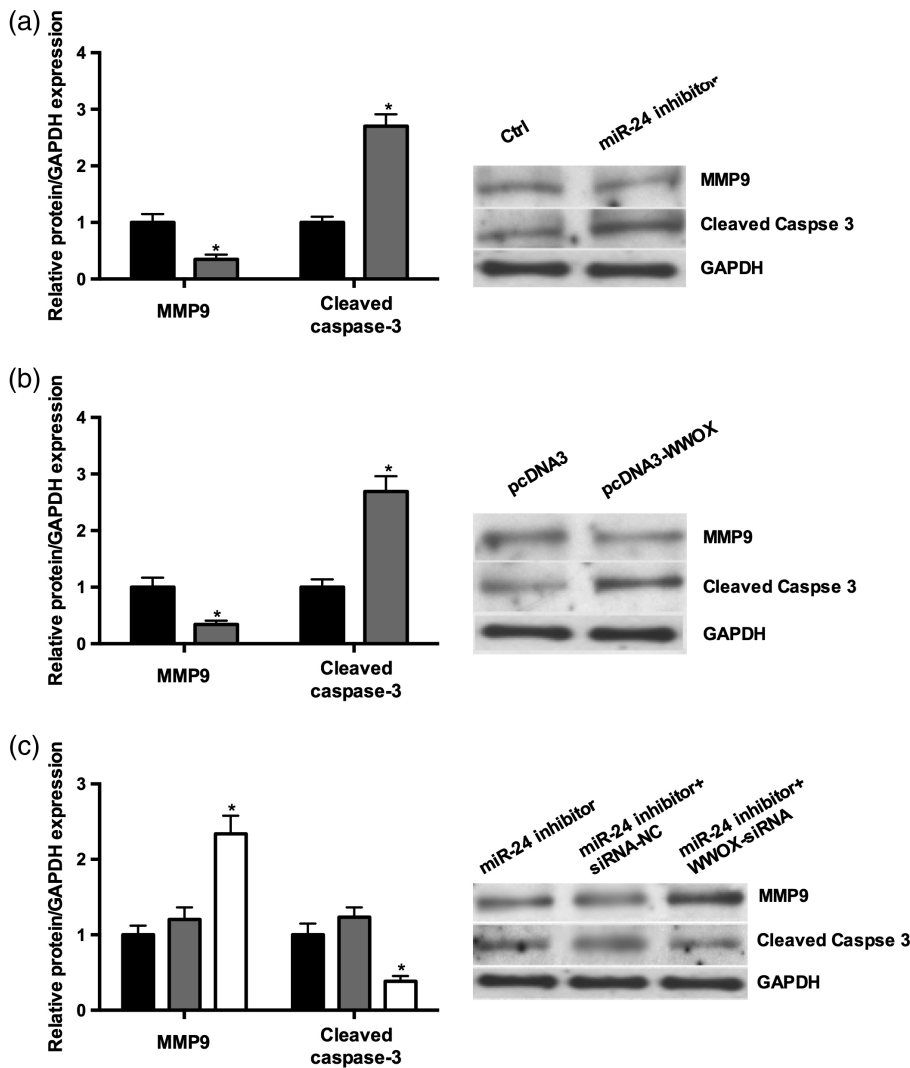 (a)
Relative protein/GAPDH expression
4
3
2
1
0
*
*
MMP9
Cleaved
caspase-3
Ctrl
miR-24 inhibitor
MMP9
Cleaved Caspse 3
GAPDH
(b)
Relative protein/GAPDH expression
4
3
2
1
0
*
*
MMP9
Cleaved
caspase-3
pcDNA3
pcDNA3-WWOX
MMP9
Cleaved Caspse 3
GAPDH
(c)
Relative protein/GAPDH expression
3
2
1
0
*
*
MMP9
Cleaved
caspase-3
miR-24 inhibitor
miR-24 inhibitor+
siRNA-NC
miR-24 inhibitor+
WWOX-siRNA
MMP9
Cleaved Caspse 3
GAPDH